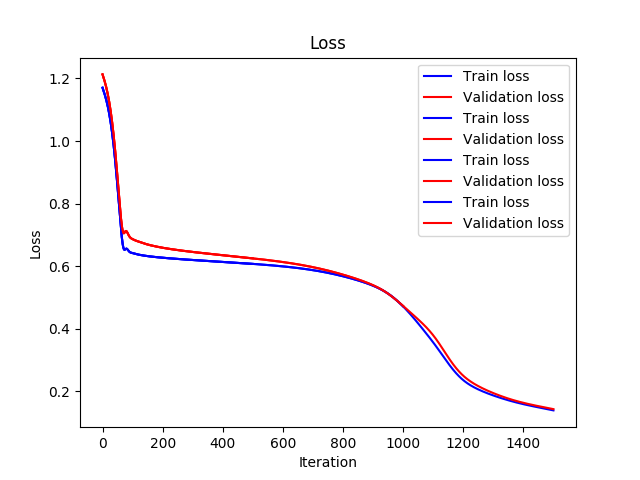 Loss
Train loss
Validation loss
Train loss
Validation loss
Train loss
Validation loss
Train loss
Validation loss
Loss
1.2
1.0
0.8
0.6
0.4
0.2
0 200 400 600 800 1000 1200 1400
Iteration